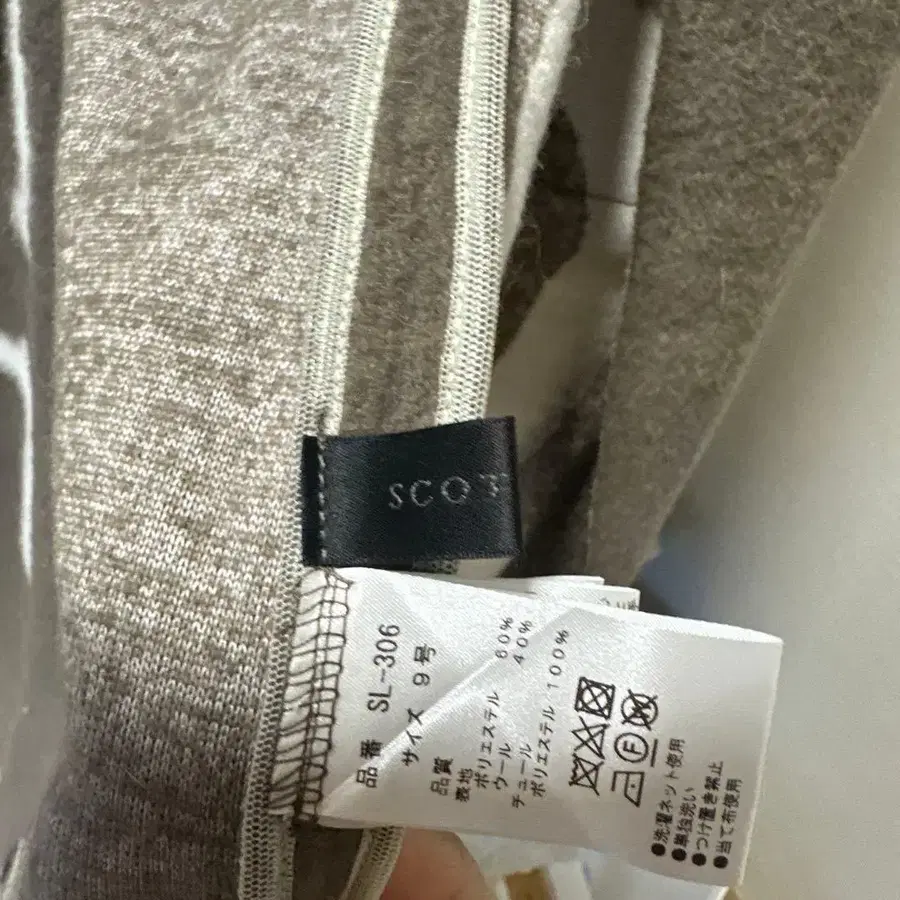 SCOT
品番 SL-306
サイズ 9号
品質
表地
ポリエステル 60%
ウール 40%
チュール
ポリエステル 100%
●洗濯ネット使用
●単独洗い
●つけ置き禁止
●当て布使用